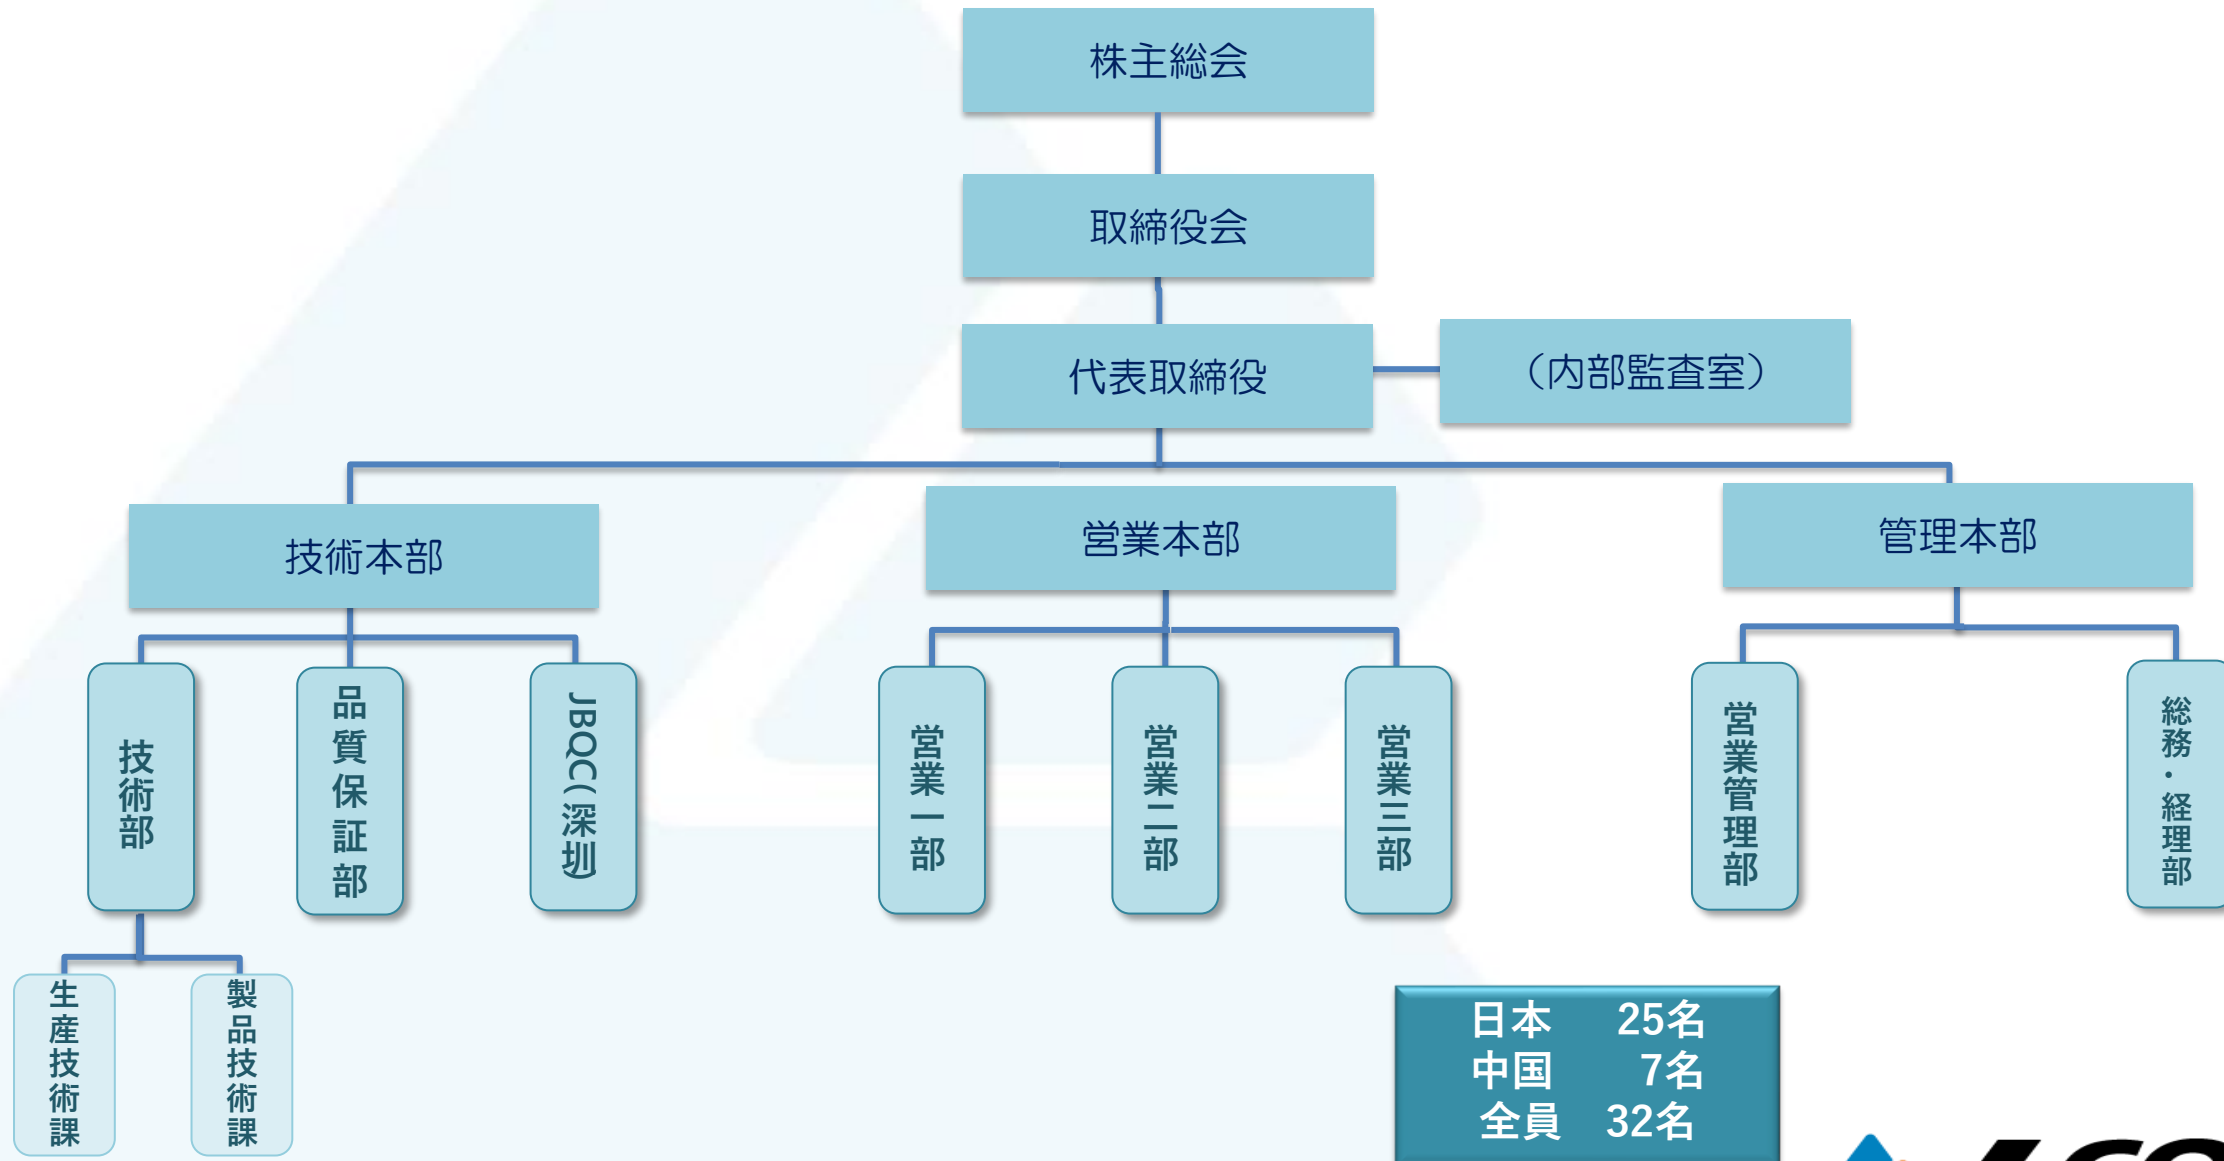 株主総会
取締役会
代表取締役
（内部監査室）
技術本部
営業本部
管理本部
技術部
品質保証部
JBQC(深圳)
営業一部
営業二部
営業三部
営業管理部
総務・経理部
生産技術課
製品技術課
日本 25名
中国 7名
全員 32名